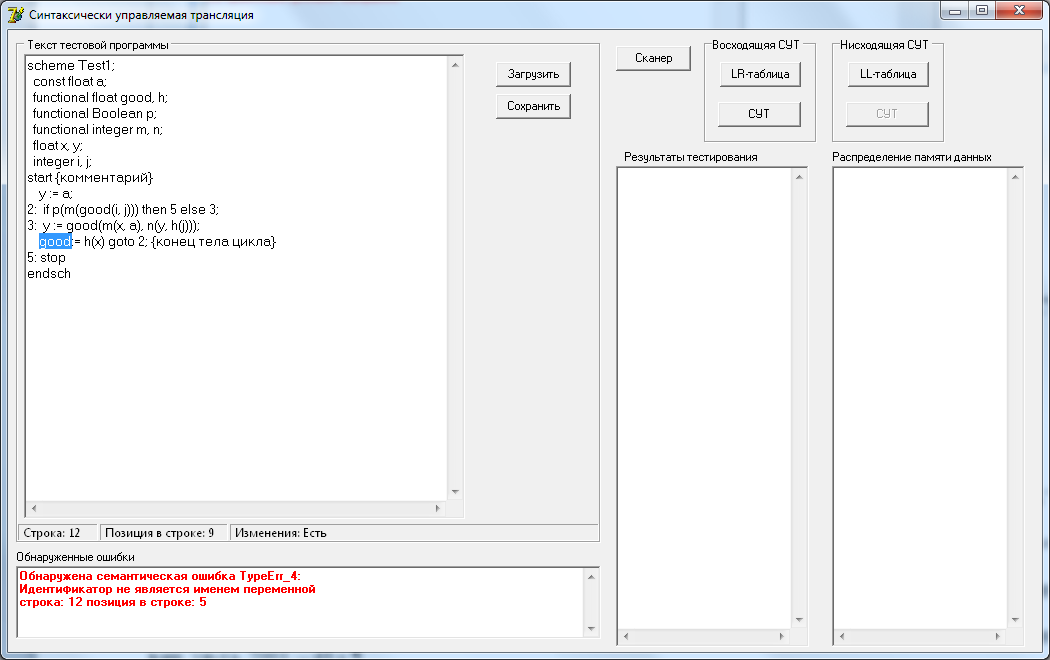 Синтаксически управляемая трансляция
Текст тестовой программы
scheme Test1;
const float a;
functional float good, h;
functional Boolean p;
functional integer m, n;
float x, y;
integer i, j;
start {комментарий}
y := a;
2: if p(m(good(i, j))) then 5 else 3;
3: y := good(m(x, a), n(y, h(j)));
good:= h(x) goto 2; {конец тела цикла}
5: stop
endsch
Загрузить
Сохранить
Строка: 12
Позиция в строке: 9
Изменения: Есть
Обнаруженные ошибки
Обнаружена семантическая ошибка TypeErr_4:
Идентификатор не является именем переменной
строка: 12 позиция в строке: 5
Сканер
Восходящяя СУТ
LR-таблица
СУТ
Нисходящяя СУТ
LL-таблица
СУТ
Результаты тестирования
Распределение памяти данных